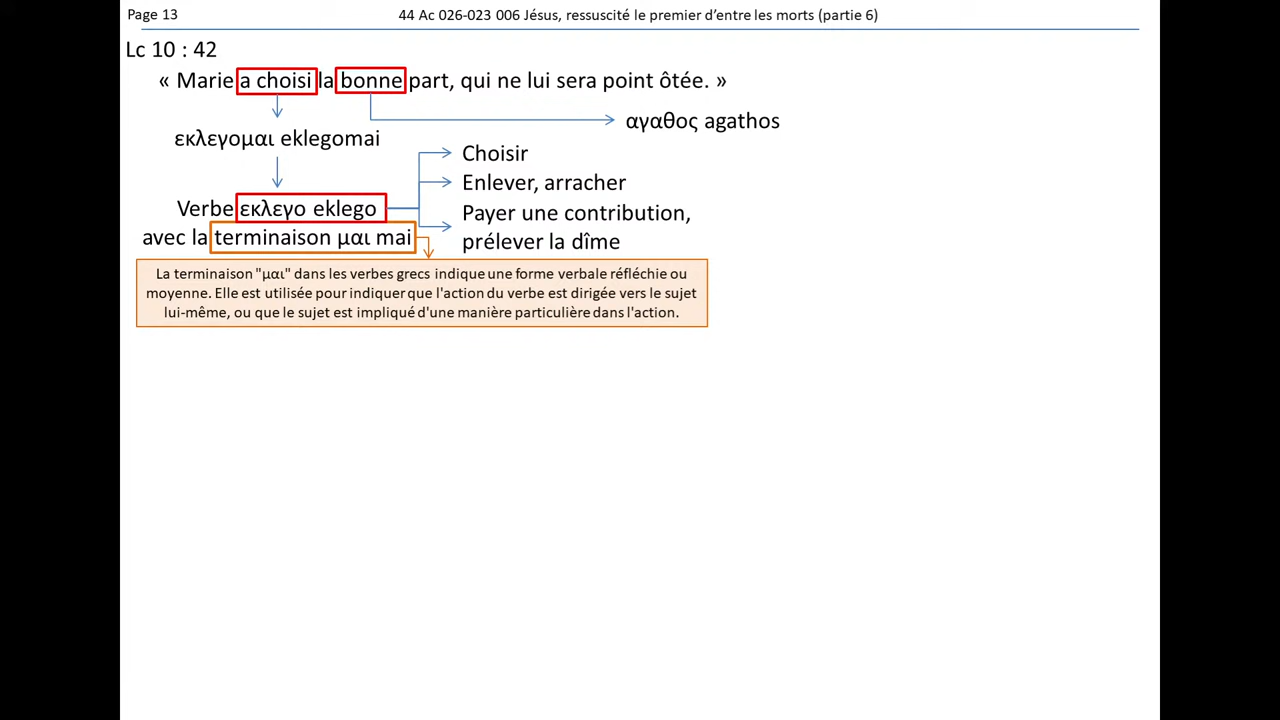 Page 13
44 Ac 026-023 006 Jésus, ressuscité le premier d’entre les morts (partie 6)
Lc 10 : 42
« Marie a choisi la bonne part, qui ne lui sera point ôtée. »
αγαθος agathos
εκλεγομαι eklegomai
Choisir
Enlever, arracher
Verbe εκλεγο eklego
Payer une contribution,
avec la terminaison μαι mai
prélever la dîme
La terminaison "μαι" dans les verbes grecs indique une forme verbale réfléchie ou
moyenne. Elle est utilisée pour indiquer que l'action du verbe est dirigée vers le sujet
lui-même, ou que le sujet est impliqué d'une manière particulière dans l'action.